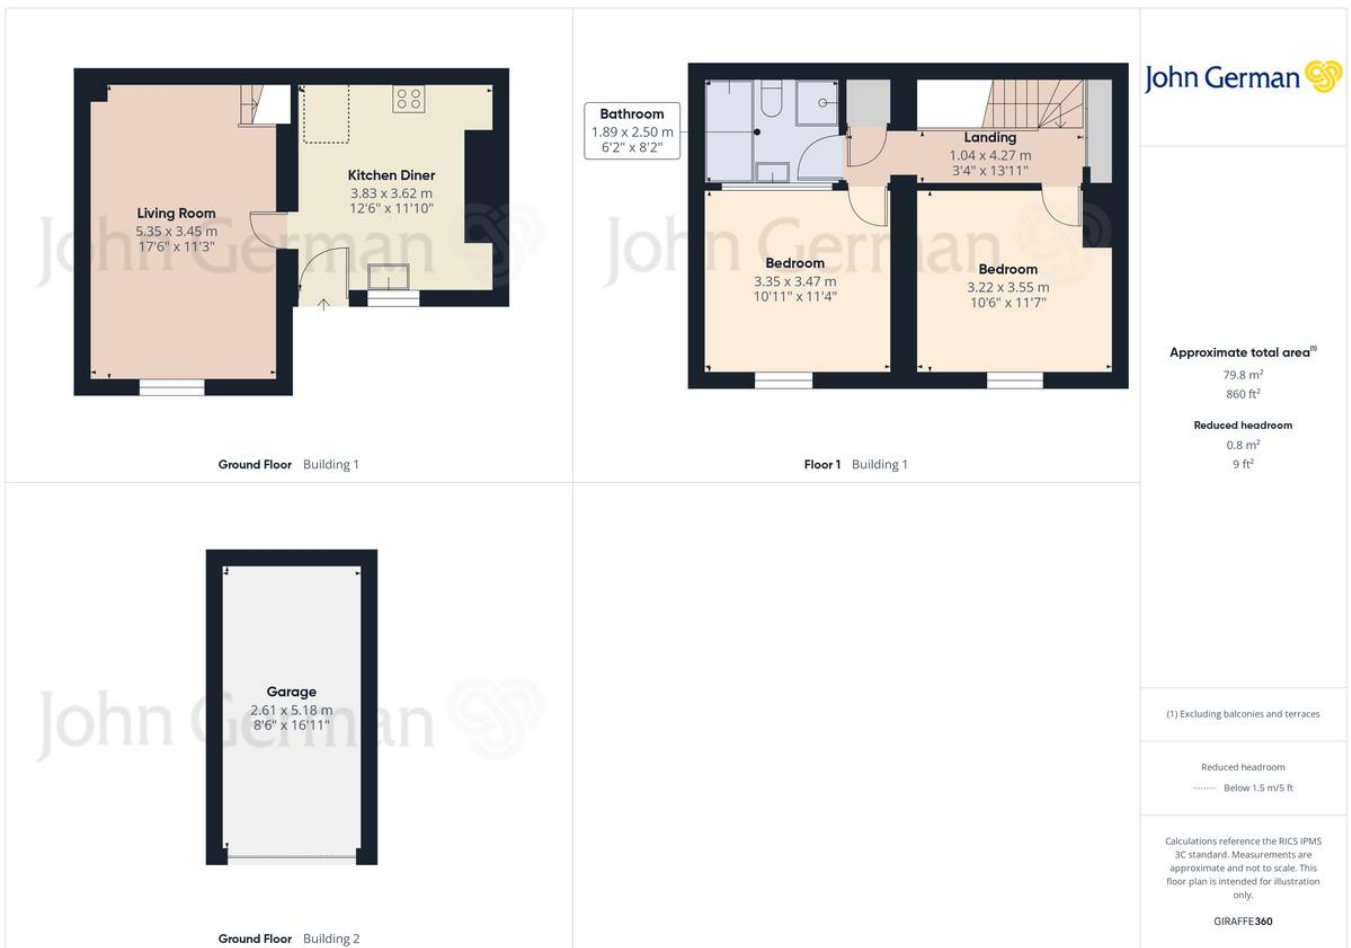 Living Room
5.35 x 3.45 m
17'6" x 11'3"
Kitchen Diner
3.83 x 3.62 m
12'6" x 11'10"
John German
Ground Floor Building 1
Bathroom
1.89 x 2.50 m
6'2" x 8'2"
Landing
1.04 x 4.27 m
3'4" x 13'11"
Bedroom
3.35 x 3.47 m
10'11" x 11'4"
Bedroom
3.22 x 3.55 m
10'6" x 11'7"
John German
Floor 1 Building 1
Garage
2.61 x 5.18 m
8'6" x 16'11"
John German
Ground Floor Building 2
John German
Approximate total area(1)
79.8 m²
860 ft²
Reduced headroom
0.8 m²
9 ft²
(1) Excluding balconies and terraces
Reduced headroom
Below 1.5 m/5 ft
Calculations reference the RICS IPMS
3C standard. Measurements are
approximate and not to scale. This
floor plan is intended for illustration
only.
GIRAFFE360